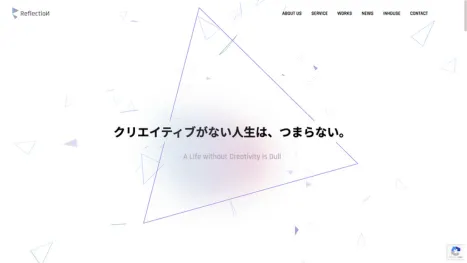 Reflection
ABOUT US
SERVICE
WORKS
NEWS
INHOUSE
CONTACT
クリエイティブがない人生は、つまらない。
A Life without Creativity is Dull